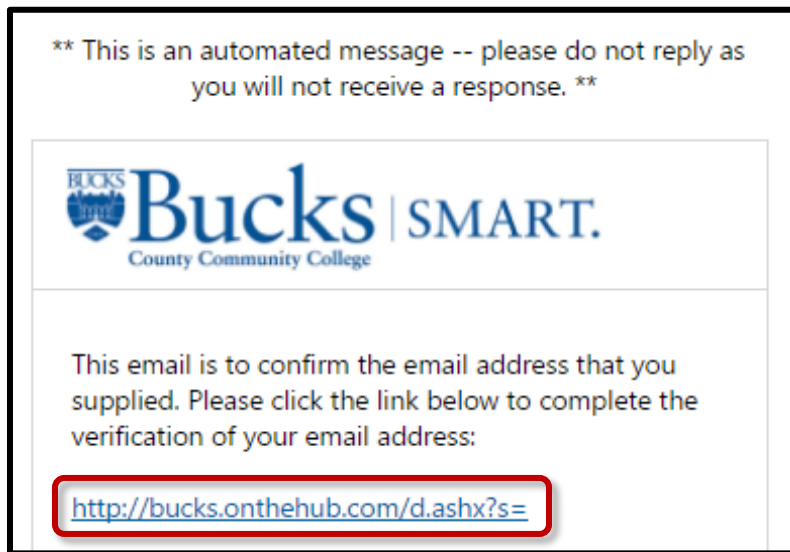 ** This is an automated message -- please do not reply as
you will not receive a response. **
BUCKS
Bucks | SMART.
County Community College
This email is to confirm the email address that you
supplied. Please click the link below to complete the
verification of your email address:
http://bucks.onthehub.com/d.ashx?s=